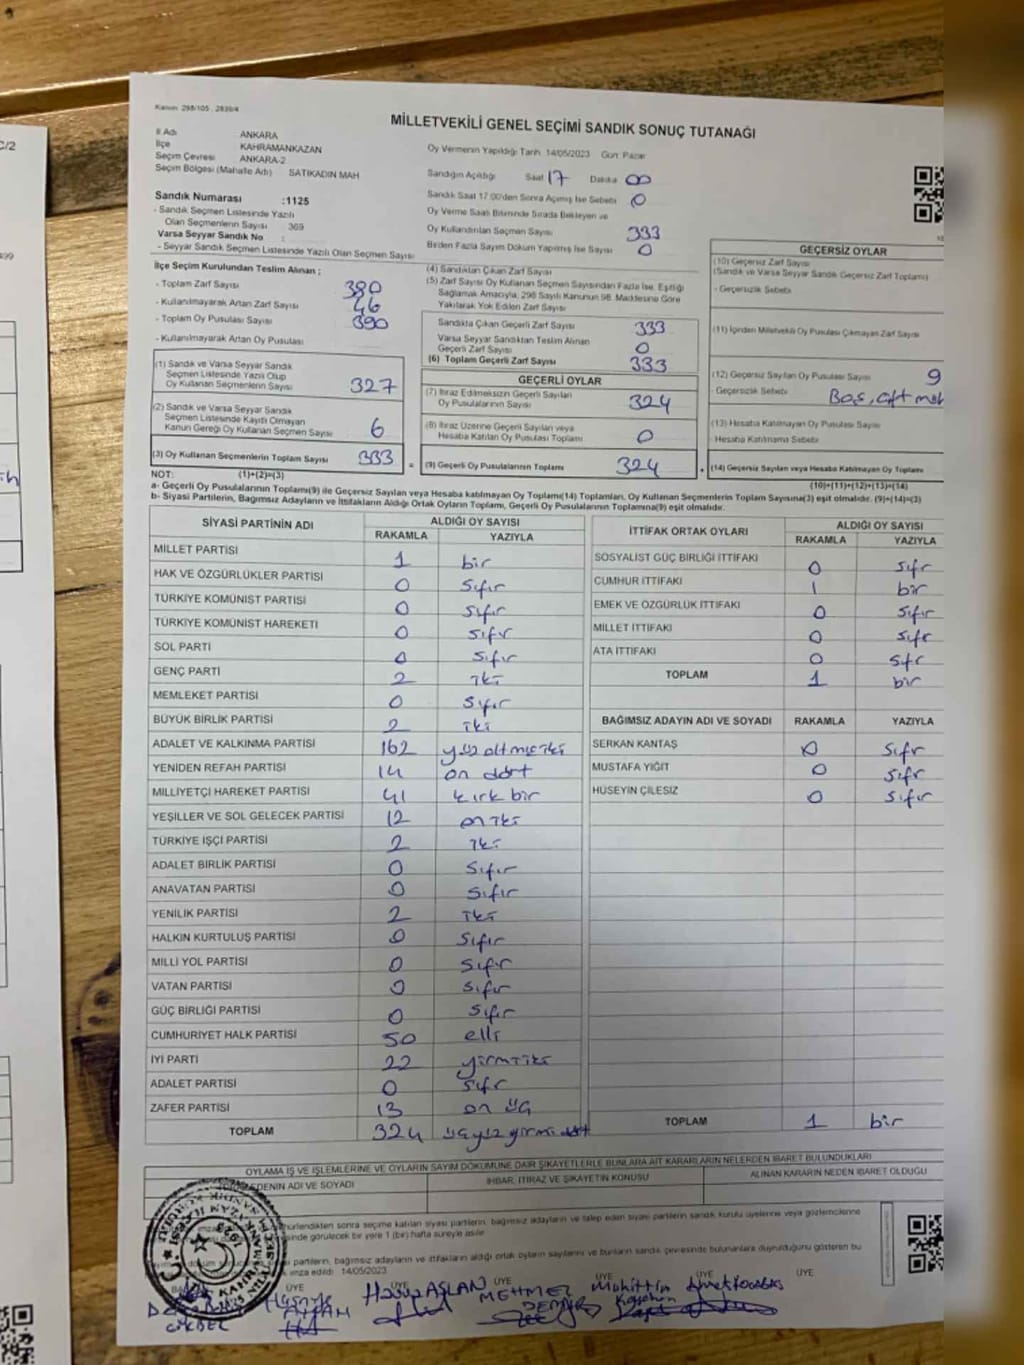 Kanun: 298/105 , 2839/4
MİLLETVEKİLİ GENEL SEÇİMİ SANDIK SONUÇ TUTANAĞI
İl Adı ANKARA
İlçe KAHRAMANKAZAN
Seçim Çevresi ANKARA-2
Seçim Bölgesi (Mahalle Adı) SATIKADIN MAH
Oy Vermenin Yapıldığı Tarih: 14/05/2023 Gün: Pazar
Sandığın Açıldığı Saat 17 Dakika 00
Sandık Numarası :1125
- Sandık Seçmen Listesinde Yazılı
Olan Seçmenlerin Sayısı 369
Varsa Seyyar Sandık No :
- Seyyar Sandık Seçmen Listesinde Yazılı Olan Seçmen Sayısı
Sandık Saat 17:00'den Sonra Açılmış İse Sebebi 0
Oy Verme Saati Bitiminde Sırada Bekleyen ve
Oy Kullandırılan Seçmen Sayısı 333
Birden Fazla Sayım Döküm Yapılmış İse Sayısı 0
İlçe Seçim Kurulundan Teslim Alınan ;
- Toplam Zarf Sayısı 380
- Kullanılmayarak Artan Zarf Sayısı 46
- Toplam Oy Pusulası Sayısı 390
- Kullanılmayarak Artan Oy Pusulası
(1) Sandık ve Varsa Seyyar Sandık
Seçmen Listesinde Yazılı Olup
Oy Kullanan Seçmenlerin Sayısı 327
(2) Sandık ve Varsa Seyyar Sandık
Seçmen Listesinde Kayıtlı Olmayan
Kanun Gereği Oy Kullanan Seçmen Sayısı 6
(3) Oy Kullanan Seçmenlerin Toplam Sayısı 333
(4) Sandıktan Çıkan Zarf Sayısı
(5) Zarf Sayısı Oy Kullanan Seçmen Sayısından Fazla İse, Eşitliği
Sağlamak Amacıyla; 298 Sayılı Kanunun 98. Maddesine Göre
Yakılarak Yok Edilen Zarf Sayısı
Sandıkta Çıkan Geçerli Zarf Sayısı 333
Varsa Seyyar Sandıktan Teslim Alınan
Geçerli Zarf Sayısı 0
(6) Toplam Geçerli Zarf Sayısı 333
GEÇERLİ OYLAR
(7) İtiraz Edilmeksizin Geçerli Sayılan
Oy Pusulalarının Sayısı 324
(8) İtiraz Üzerine Geçerli Sayılan veya
Hesaba Katılan Oy Pusulası Toplamı 0
= (9) Geçerli Oy Pusulalarının Toplamı 324
GEÇERSİZ OYLAR
(10) Geçersiz Zarf Sayısı
(Sandık ve Varsa Seyyar Sandık Geçersiz Zarf Toplamı)
- Geçersizlik Sebebi
(11) İçinden Milletvekili Oy Pusulası Çıkmayan Zarf Sayısı
(12) Geçersiz Sayılan Oy Pusulası Sayısı 9
- Geçersizlik Sebebi Boş, çift
(13) Hesaba Katılmayan Oy Pusulası Sayısı
- Hesaba Katılmama Sebebi
+ (14) Geçersiz Sayılan veya Hesaba Katılmayan Oy Toplamı
NOT: (1)+(2)=(3) (10)+(11)+(12)+(13)=(14)
a- Geçerli Oy Pusulalarının Toplamı(9) ile Geçersiz Sayılan veya Hesaba katılmayan Oy Toplamı(14) Toplamları, Oy Kullanan Seçmenlerin Toplam Sayısına(3) eşit olmalıdır. (9)+(14)=(3)
b- Siyasi Partilerin, Bağımsız Adayların ve İttifakların Aldığı Ortak Oyların Toplamı, Geçerli Oy Pusulalarının Toplamına(9) eşit olmalıdır.
SİYASİ PARTİNİN ADI ALDIĞI OY SAYISI
RAKAMLA YAZIYLA
MİLLET PARTİSİ 1 bir
HAK VE ÖZGÜRLÜKLER PARTİSİ 0 sıfır
TÜRKİYE KOMÜNİST PARTİSİ 0 sıfır
TÜRKİYE KOMÜNİST HAREKETİ 0 sıfır
SOL PARTİ 0 sıfır
GENÇ PARTİ 2 iki
MEMLEKET PARTİSİ 0 sıfır
BÜYÜK BİRLİK PARTİSİ 2 iki
ADALET VE KALKINMA PARTİSİ 162 yüz altmış iki
YENİDEN REFAH PARTİSİ 14 on dört
MİLLİYETÇİ HAREKET PARTİSİ 41 kırk bir
YEŞİLLER VE SOL GELECEK PARTİSİ 12 on iki
TÜRKİYE İŞÇİ PARTİSİ 2 iki
ADALET BİRLİK PARTİSİ 0 sıfır
ANAVATAN PARTİSİ 0 sıfır
YENİLİK PARTİSİ 2 iki
HALKIN KURTULUŞ PARTİSİ 0 sıfır
MİLLİ YOL PARTİSİ 0 sıfır
VATAN PARTİSİ 0 sıfır
GÜÇ BİRLİĞİ PARTİSİ 0 sıfır
CUMHURİYET HALK PARTİSİ 50 elli
İYİ PARTİ 22 yirmi iki
ADALET PARTİSİ 0 sıfır
ZAFER PARTİSİ 13 on üç
TOPLAM 324 üçyüz yirmi dört
İTTİFAK ORTAK OYLARI ALDIĞI OY SAYISI
RAKAMLA YAZIYLA
SOSYALİST GÜÇ BİRLİĞİ İTTİFAKI 0 sıfr
CUMHUR İTTİFAKI 1 bir
EMEK VE ÖZGÜRLÜK İTTİFAKI 0 sıfır
MİLLET İTTİFAKI 0 sıfr
ATA İTTİFAKI 0 sıfr
TOPLAM 1 bir
BAĞIMSIZ ADAYIN ADI VE SOYADI RAKAMLA YAZIYLA
SERKAN KANTAŞ 0 sıfr
MUSTAFA YİĞİT 0 sıfr
HÜSEYİN ÇİLESİZ 0 sıfır
TOPLAM 1 bir
OYLAMA İŞ VE İŞLEMLERİNE VE OYLARIN SAYIM DÖKÜMÜNE DAİR ŞİKAYETLERLE BUNLARA AİT KARARLARIN NELERDEN İBARET BULUNDUKLARI
EDENİN ADI VE SOYADI İHBAR, İTİRAZ VE ŞİKAYETİN KONUSU ALINAN KARARIN NEDEN İBARET OLDUĞU
mühürlendikten sonra seçime katılan siyasi partilerin, bağımsız adayların ve talep eden siyasi partilerin sandık kurulu üyelerine veya gözlemcilerine
sinde görülecek bir yere 1 (bir) hafta süreyle asılır
partilerin, bağımsız adayların ve ittifakların aldığı ortak oyların sayılarını ve bunların sandık çevresinde bulunanlara duyurulduğunu gösteren bu
imza edildi. 14/05/2023
ÜYE ÜYE ÜYE ÜYE ÜYE ÜYE
ASLAN MEHMET Muhittin